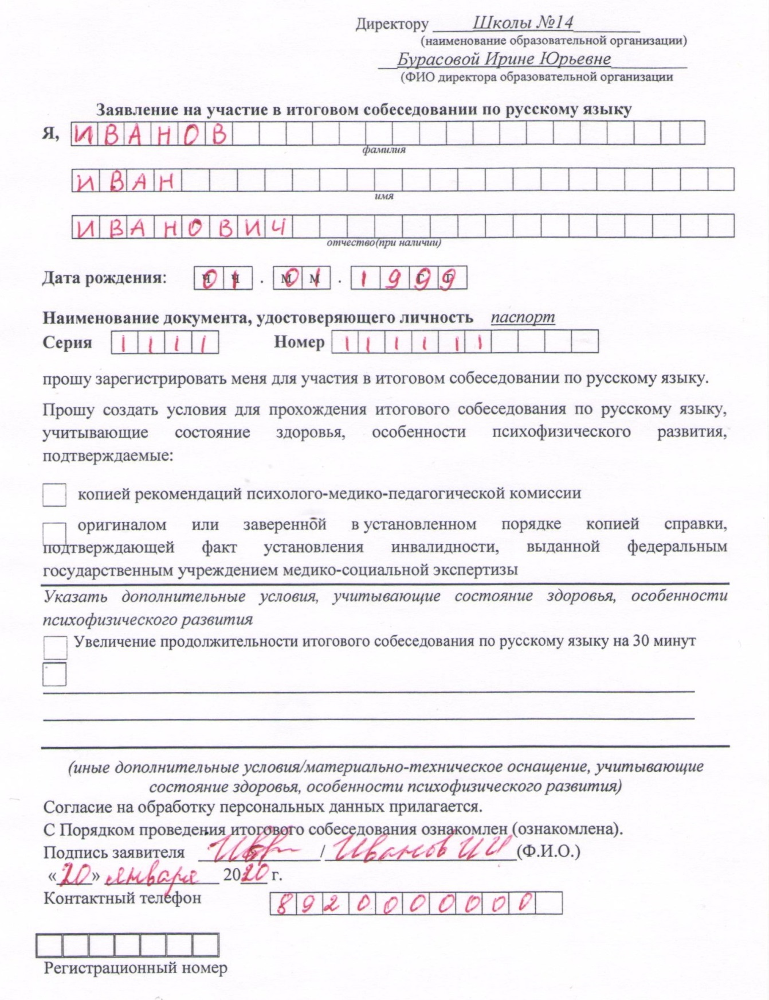 Директору Школы №14
(наименование образовательной организации)
Бурасовой Ирине Юрьевне
(ФИО директора образовательной организации
Заявление на участие в итоговом собеседовании по русскому языку
Я, ИВАНОВ
фамилия
ИВАН
имя
ИВАНОВИЧ
отчество(при наличии)
Дата рождения: 01 . 01 . 1999
Наименование документа, удостоверяющего личность паспорт
Серия 1111 Номер 111111
прошу зарегистрировать меня для участия в итоговом собеседовании по русскому языку.
Прошу создать условия для прохождения итогового собеседования по русскому языку,
учитывающие состояние здоровья, особенности психофизического развития,
подтверждаемые:
копией рекомендаций психолого-медико-педагогической комиссии
оригиналом или заверенной в установленном порядке копией справки,
подтверждающей факт установления инвалидности, выданной федеральным
государственным учреждением медико-социальной экспертизы
Указать дополнительные условия, учитывающие состояние здоровья, особенности
психофизического развития
Увеличение продолжительности итогового собеседования по русскому языку на 30 минут
(иные дополнительные условия/материально-техническое оснащение, учитывающие
состояние здоровья, особенности психофизического развития)
Согласие на обработку персональных данных прилагается.
С Порядком проведения итогового собеседования ознакомлен (ознакомлена).
Подпись заявителя / Иванов И И (Ф.И.О.)
«20» января 2020 г.
Контактный телефон 8920000000
Регистрационный номер